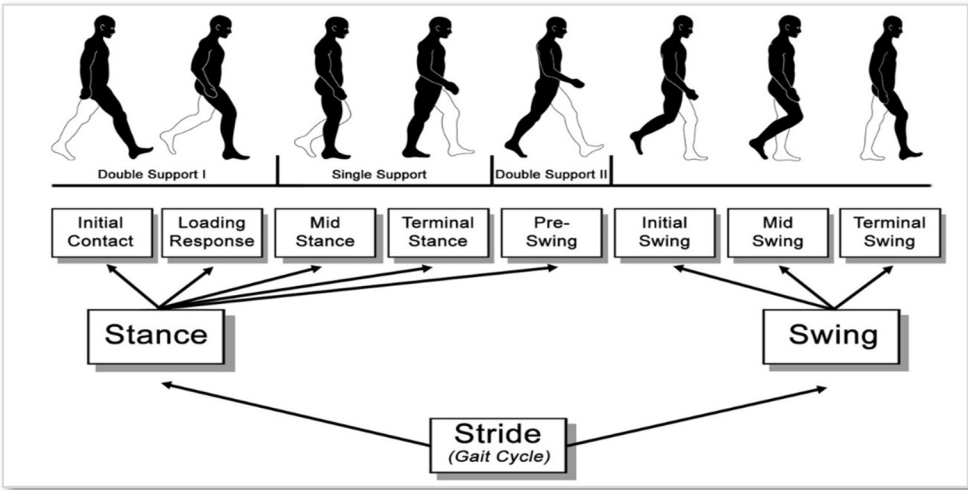 Double Support I
Single Support
Double Support II
Initial
Contact
Loading
Response
Mid
Stance
Terminal
Stance
Pre-
Swing
Initial
Swing
Mid
Swing
Terminal
Swing
Stance
Swing
Stride
(Gait Cycle)